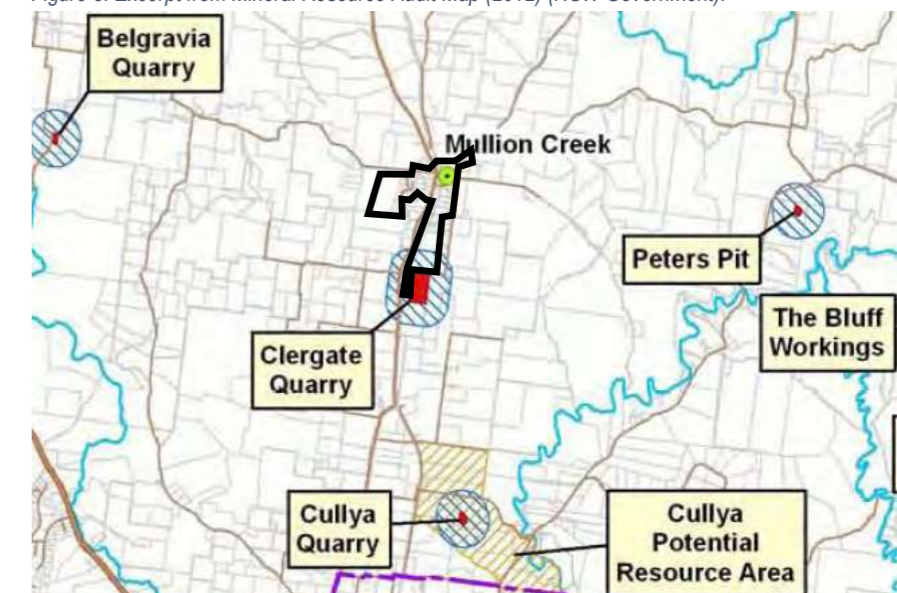 Belgravia
Quarry
Mullion Creek
Peters Pit
The Bluff
Workings
Clergate
Quarry
Cullya
Quarry
Cullya
Potential
Resource Area